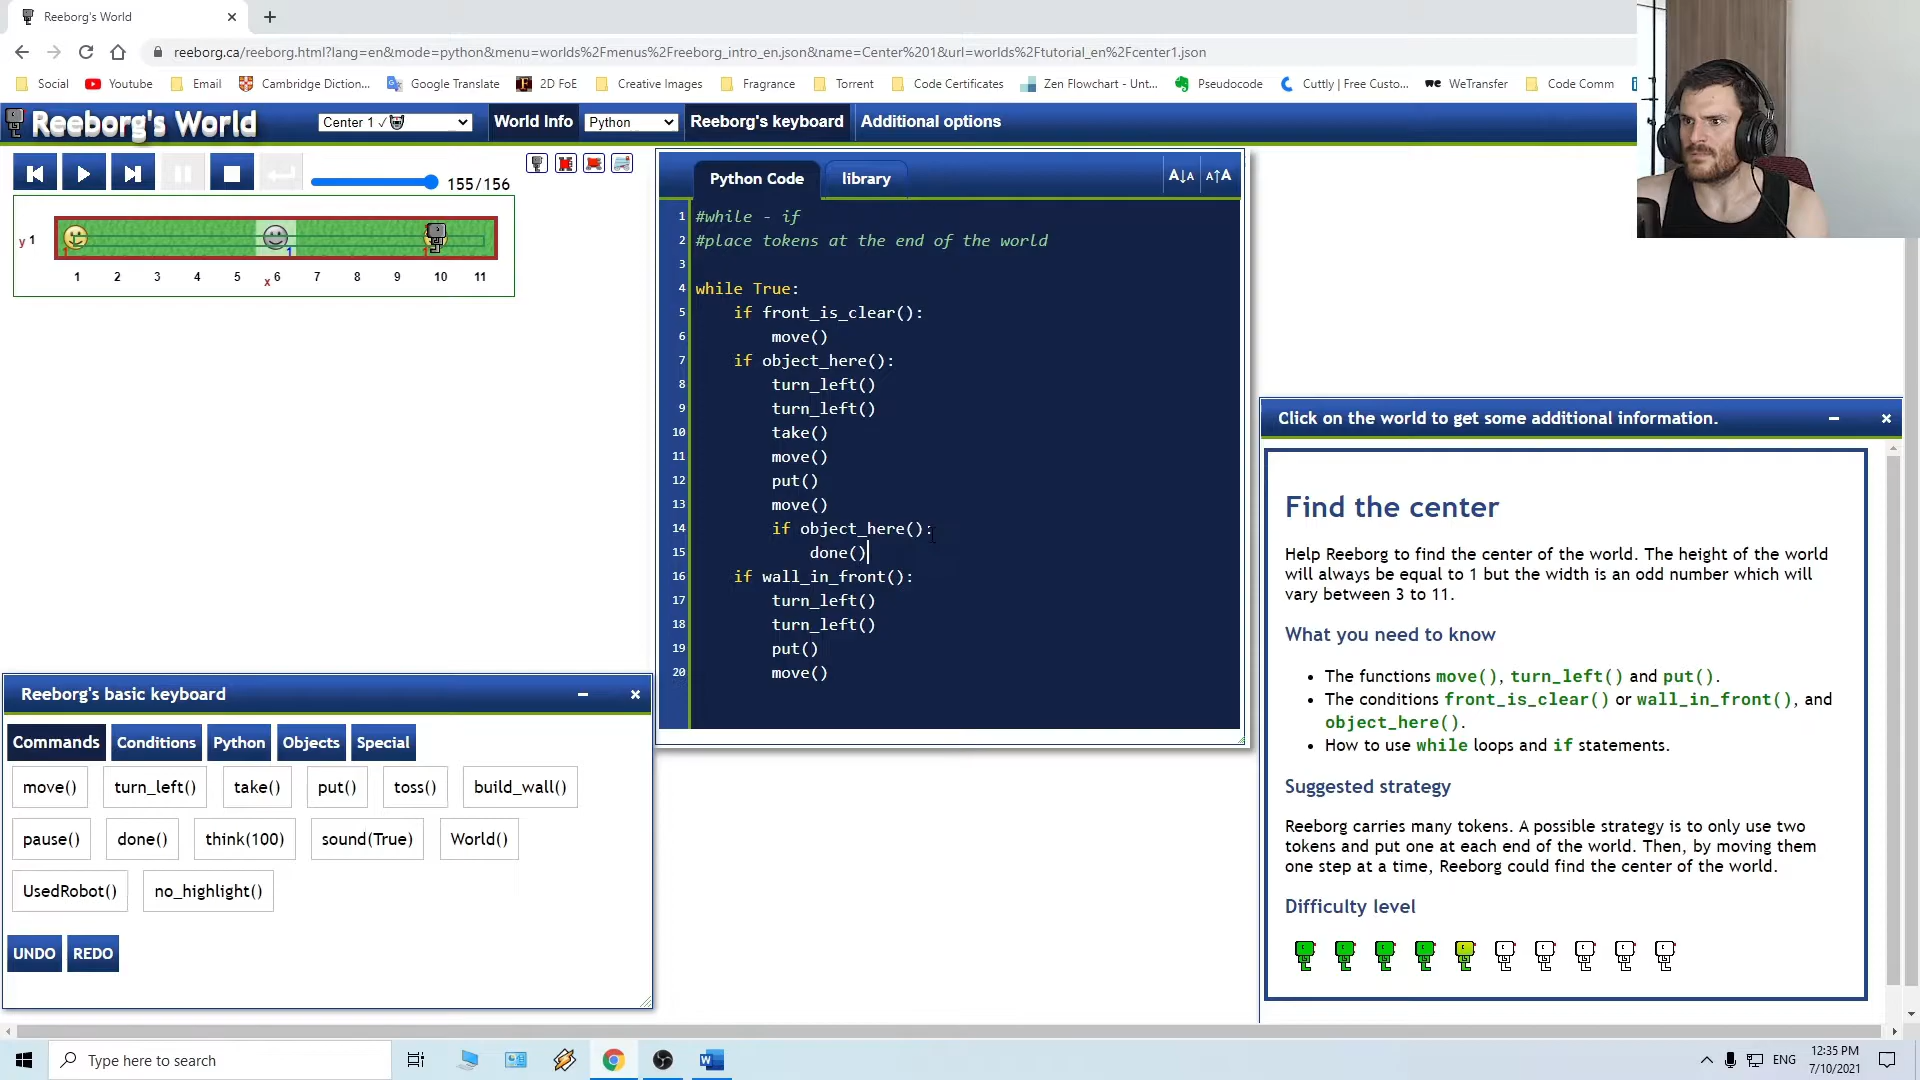 Reeborg's World
reeborg.ca/reeborg.html?lang=en&mode=python&menu=worlds%2Fmenus%2Freeborg_intro_en.json&name=Center%201&url=worlds%2Ftutorial_en%2Fcenter1.json
Social Youtube Email Cambridge Diction... Google Translate 2D FoE Creative Images Fragrance Torrent Code Certificates Zen Flowchart - Unt... Pseudocode Cuttly | Free Custo... we WeTransfer Code Comm
Reeborg's World Center 1 ✓ World Info Python Reeborg's keyboard Additional options
155/156
y 1
1
1
1 2 3 4 5 6 7 8 9 10 11
x
Python Code library A↓A A↑A
1 #while - if
2 #place tokens at the end of the world
3
4 while True:
5 if front_is_clear():
6 move()
7 if object_here():
8 turn_left()
9 turn_left()
10 take()
11 move()
12 put()
13 move()
14 if object_here():
15 done()
16 if wall_in_front():
17 turn_left()
18 turn_left()
19 put()
20 move()
Click on the world to get some additional information.
Find the center
Help Reeborg to find the center of the world. The height of the world
will always be equal to 1 but the width is an odd number which will
vary between 3 to 11.
What you need to know
• The functions move(), turn_left() and put().
• The conditions front_is_clear() or wall_in_front(), and
object_here().
• How to use while loops and if statements.
Suggested strategy
Reeborg carries many tokens. A possible strategy is to only use two
tokens and put one at each end of the world. Then, by moving them
one step at a time, Reeborg could find the center of the world.
Difficulty level
Reeborg's basic keyboard
Commands Conditions Python Objects Special
move() turn_left() take() put() toss() build_wall()
pause() done() think(100) sound(True) World()
UsedRobot() no_highlight()
UNDO REDO
Type here to search
ENG
12:35 PM
7/10/2021